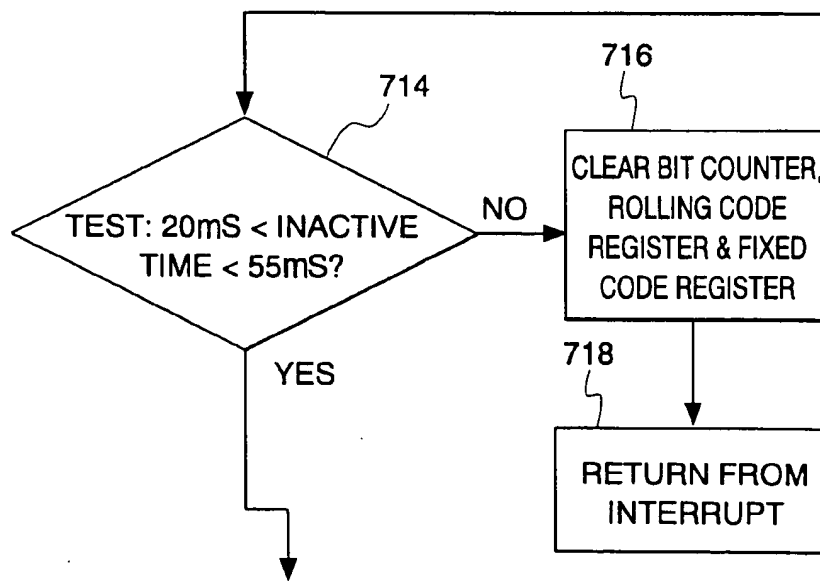 714
716
TEST: 20mS < INACTIVE
TIME < 55mS?
NO
CLEAR BIT COUNTER,
ROLLING CODE
REGISTER & FIXED
CODE REGISTER
YES
718
RETURN FROM
INTERRUPT